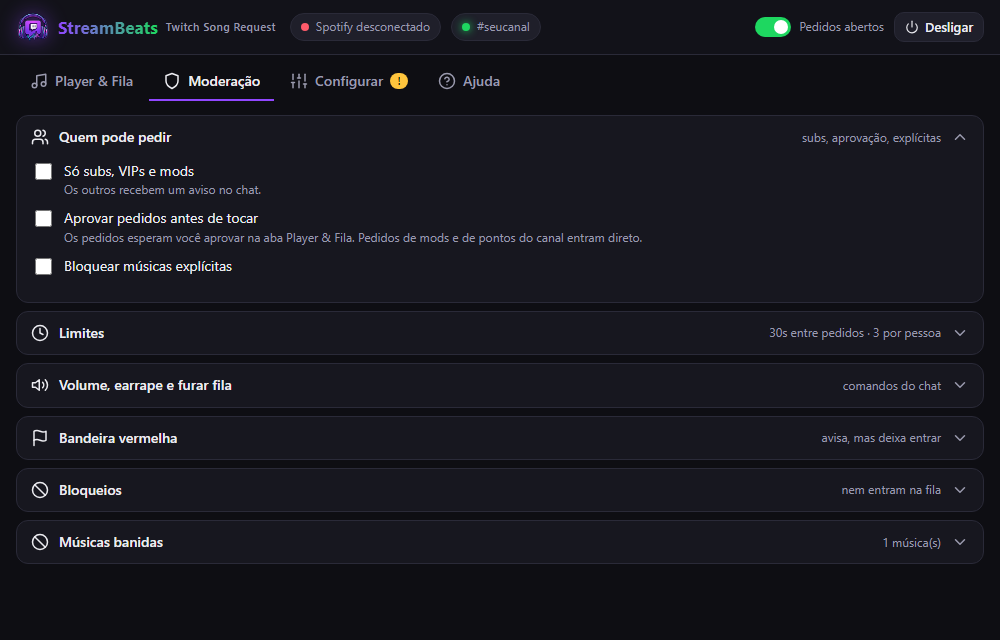 StreamBeats Twitch Song Request Spotify desconectado #seucanal Pedidos abertos Desligar
Player & Fila Moderação Configurar ! Ajuda
Quem pode pedir subs, aprovação, explícitas
Só subs, VIPs e mods
Os outros recebem um aviso no chat.
Aprovar pedidos antes de tocar
Os pedidos esperam você aprovar na aba Player & Fila. Pedidos de mods e de pontos do canal entram direto.
Bloquear músicas explícitas
Limites 30s entre pedidos · 3 por pessoa
Volume, earrape e furar fila comandos do chat
Bandeira vermelha avisa, mas deixa entrar
Bloqueios nem entram na fila
Músicas banidas 1 música(s)